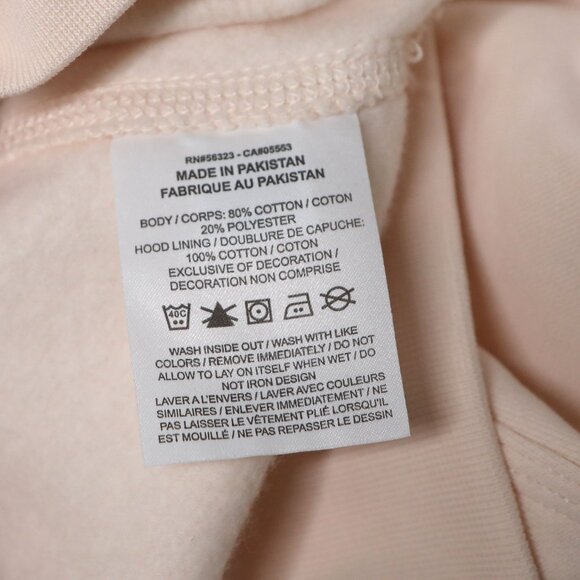 RN#56323 - CA#05553
MADE IN PAKISTAN
FABRIQUE AU PAKISTAN
BODY / CORPS: 80% COTTON / COTON
20% POLYESTER
HOOD LINING / DOUBLURE DE CAPUCHE:
100% COTTON / COTON
EXCLUSIVE OF DECORATION /
DECORATION NON COMPRISE
40C
WASH INSIDE OUT / WASH WITH LIKE
COLORS / REMOVE IMMEDIATELY / DO
ALLOW TO LAY ON ITSELF WHEN WET / DO
NOT IRON DESIGN
LAVER A L'ENVERS / LAVER AVEC COULEURS
SIMILAIRES / ENLEVER IMMEDIATEMENT / NE
PAS LAISSER LE VÊTEMENT PLIÉ LORSQU'IL
EST MOUILLÉ / NE PAS REPASSER LE DESSIN